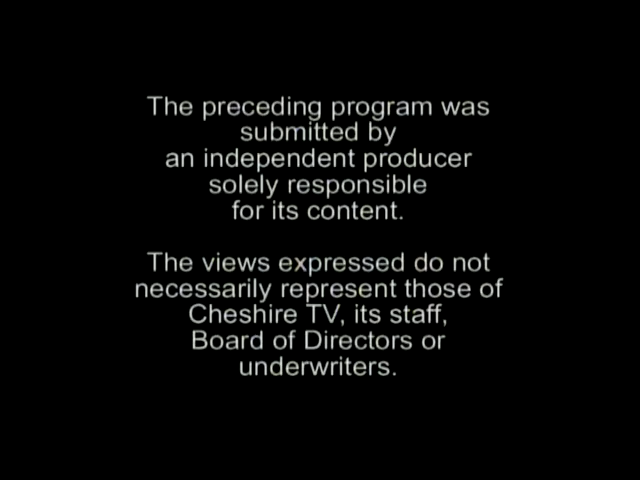 The preceding program was
submitted by
an independent producer
solely responsible
for its content.
The views expressed do not
necessarily represent those of
Cheshire TV, its staff,
Board of Directors or
underwriters.